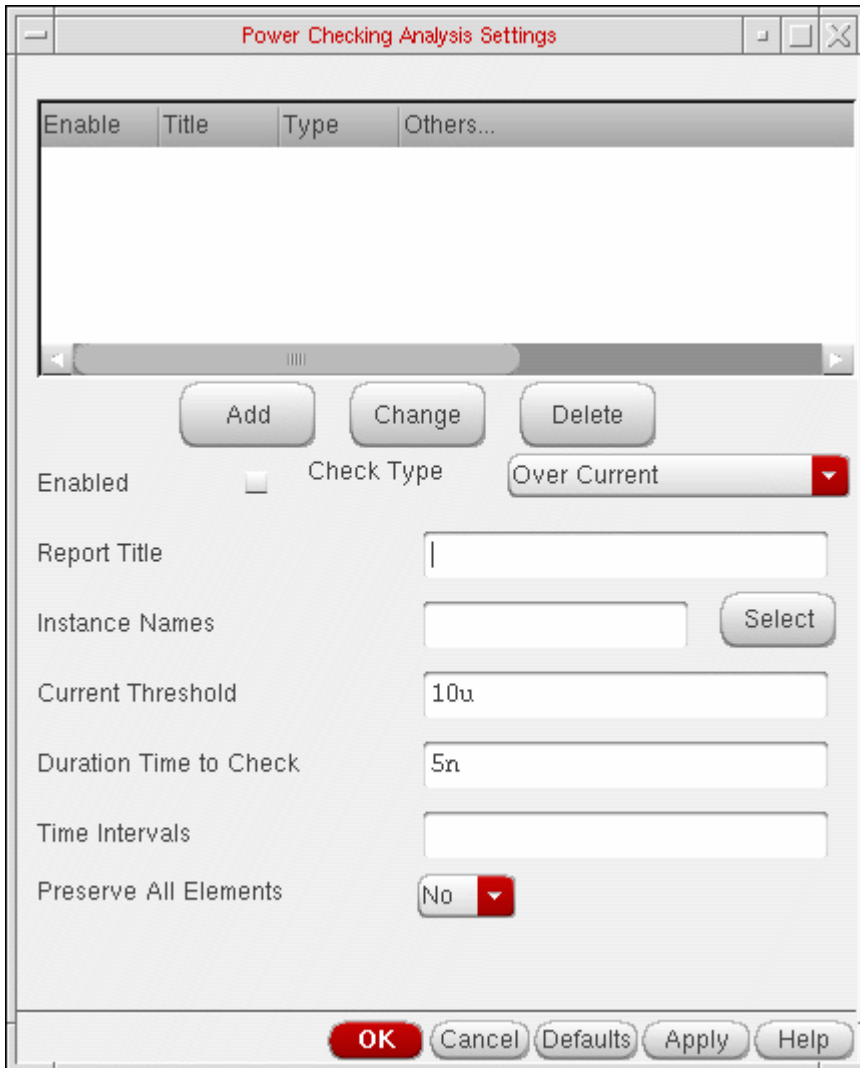 Power Checking Analysis Settings
Enable Title Type Others...
Add Change Delete
Enabled Check Type Over Current
Report Title
Instance Names Select
Current Threshold 10u
Duration Time to Check 5n
Time Intervals
Preserve All Elements No
OK Cancel Defaults Apply Help